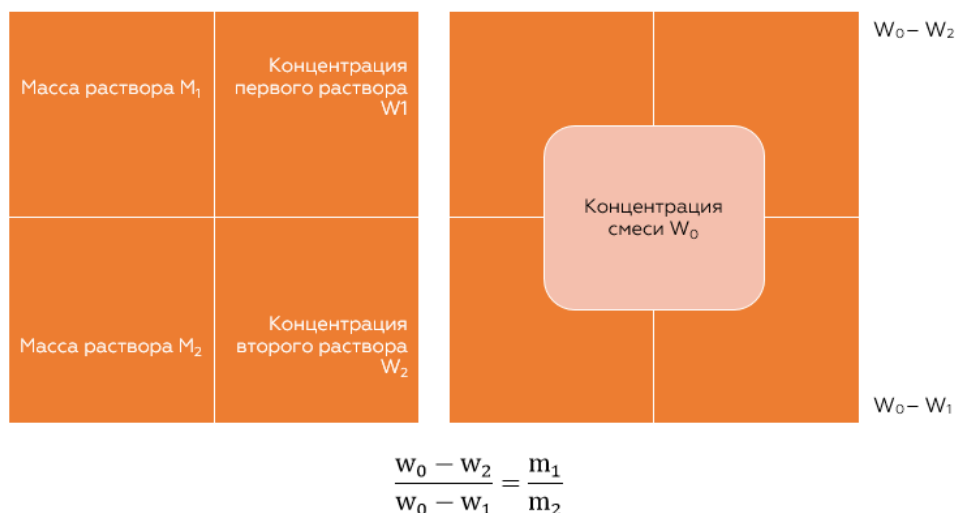 Масса раствора M₁
Концентрация
первого раствора
W1
W₀ – W₂
Концентрация
смеси W₀
Масса раствора M₂
Концентрация
второго раствора
W₂
W₀ – W₁
w₀ − w₂
m₁
=
w₀ − w₁
m₂